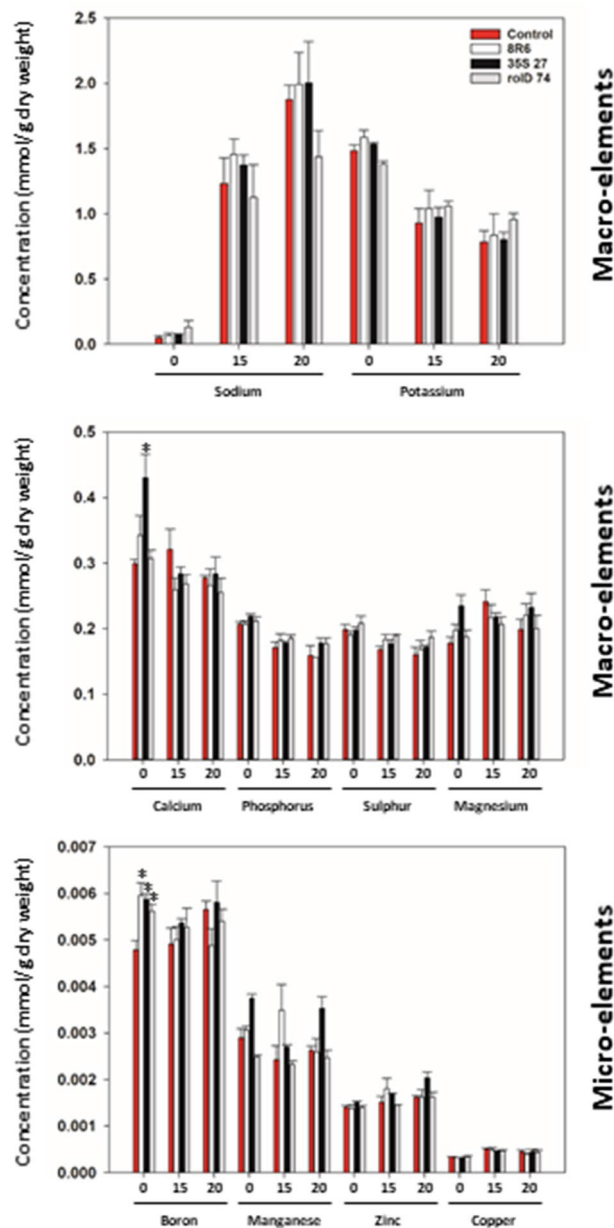 2.5
2.0
1.5
1.0
0.5
0.0
Concentration (mmol/g dry weight)
Control
8R6
35S 27
rolD 74
0 15 20 0 15 20
Sodium Potassium
Macro-elements
0.5
0.4
0.3
0.2
0.1
0.0
Concentration (mmol/g dry weight)
*
0 15 20 0 15 20 0 15 20 0 15 20
Calcium Phosphorus Sulphur Magnesium
Macro-elements
0.007
0.006
0.005
0.004
0.003
0.002
0.001
0.000
Concentration (mmol/g dry weight)
* * *
0 15 20 0 15 20 0 15 20 0 15 20
Boron Manganese Zinc Copper
Micro-elements